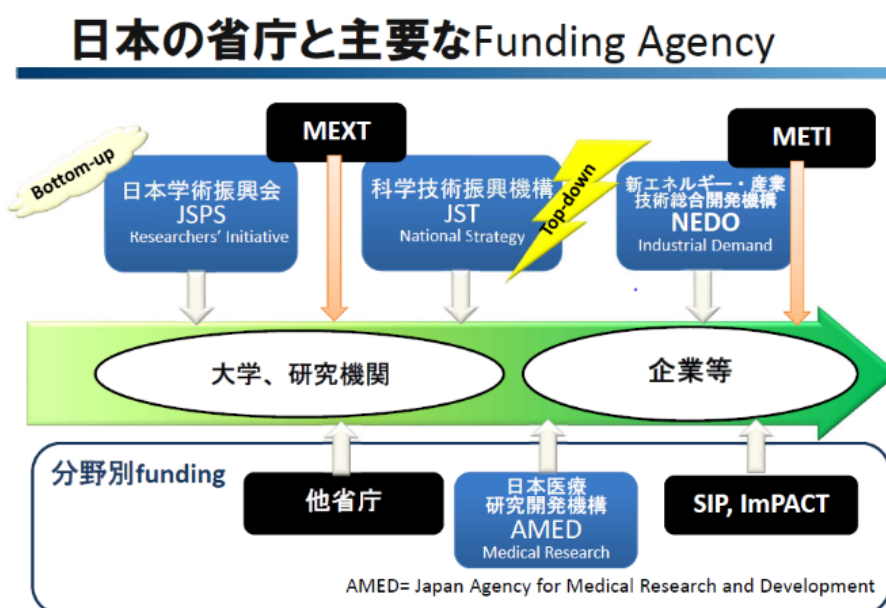 日本の省庁と主要なFunding Agency
Bottom-up
MEXT
METI
日本学術振興会
JSPS
Researchers' Initiative
科学技術振興機構
JST
National Strategy
Top-down
新エネルギー・産業
技術総合開発機構
NEDO
Industrial Demand
大学、研究機関
企業等
分野別funding
他省庁
日本医療
研究開発機構
AMED
Medical Research
SIP, ImPACT
AMED= Japan Agency for Medical Research and Development